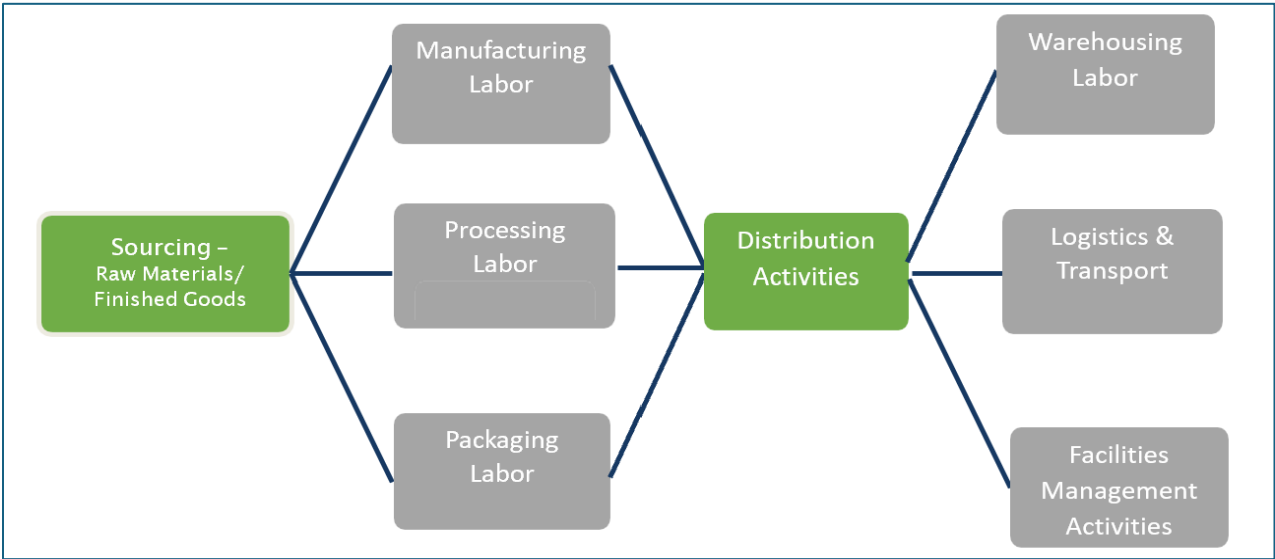 Sourcing –
Raw Materials/
Finished Goods
Manufacturing
Labor
Processing
Labor
Packaging
Labor
Distribution
Activities
Warehousing
Labor
Logistics &
Transport
Facilities
Management
Activities